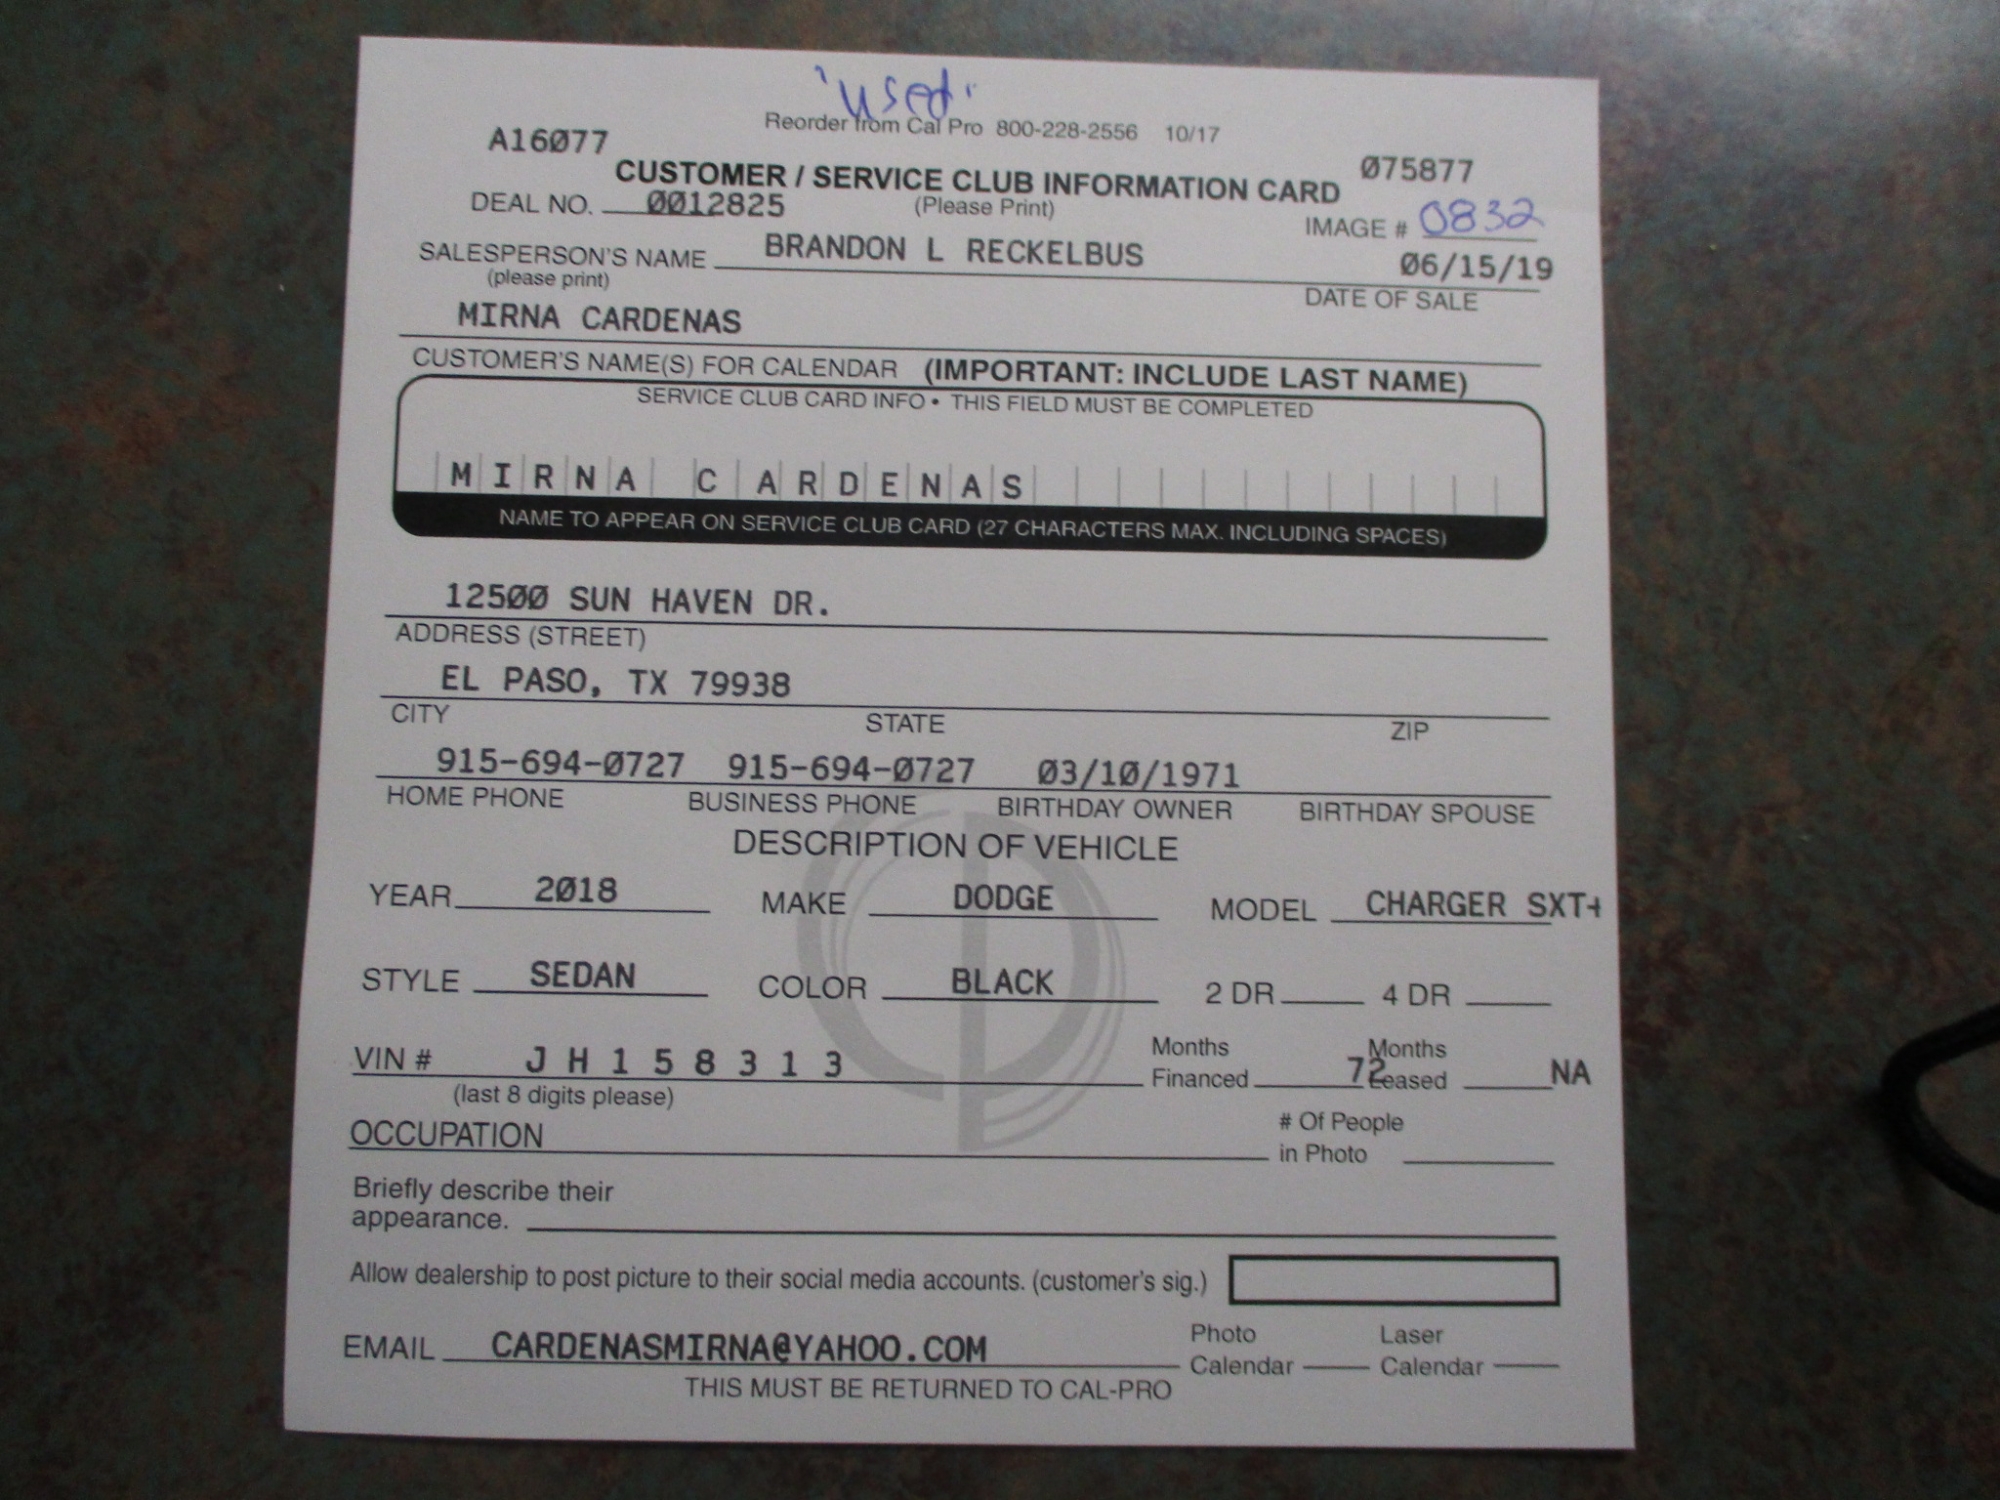 "used"
Reorder from Cal Pro 800-228-2556 10/17
A16077 075877
CUSTOMER / SERVICE CLUB INFORMATION CARD
DEAL NO. 0012825 (Please Print) IMAGE # 0832
SALESPERSON'S NAME BRANDON L RECKELBUS 06/15/19
(please print) DATE OF SALE
MIRNA CARDENAS
CUSTOMER'S NAME(S) FOR CALENDAR (IMPORTANT: INCLUDE LAST NAME)
SERVICE CLUB CARD INFO • THIS FIELD MUST BE COMPLETED
MIRNA CARDENAS
NAME TO APPEAR ON SERVICE CLUB CARD (27 CHARACTERS MAX. INCLUDING SPACES)
12500 SUN HAVEN DR.
ADDRESS (STREET)
EL PASO, TX 79938
CITY STATE ZIP
915-694-0727 915-694-0727 03/10/1971
HOME PHONE BUSINESS PHONE BIRTHDAY OWNER BIRTHDAY SPOUSE
DESCRIPTION OF VEHICLE
YEAR 2018 MAKE DODGE MODEL CHARGER SXT+
STYLE SEDAN COLOR BLACK 2 DR 4 DR
VIN # JH158313 Months Financed 72 Months Leased NA
(last 8 digits please)
OCCUPATION # Of People in Photo
Briefly describe their
appearance.
Allow dealership to post picture to their social media accounts. (customer's sig.)
EMAIL CARDENASMIRNA@YAHOO.COM Photo Calendar Laser Calendar
THIS MUST BE RETURNED TO CAL-PRO